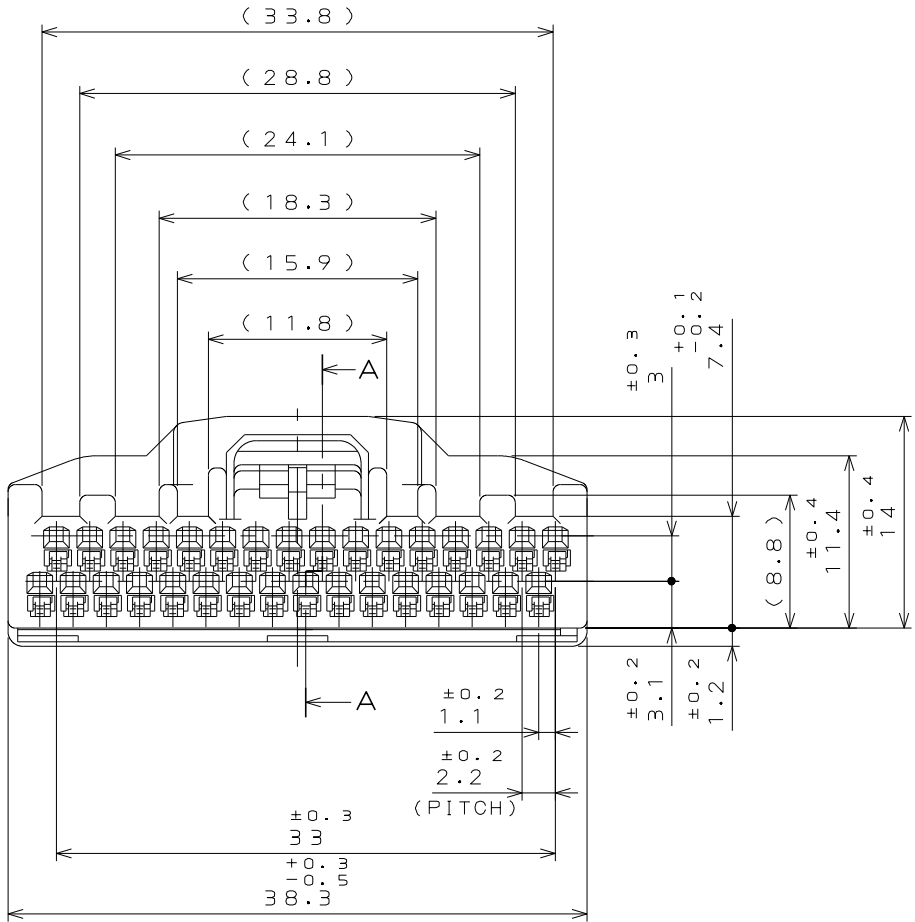 ( 33.8 )
( 28.8 )
( 24.1 )
( 18.3 )
( 15.9 )
( 11.8 )
A
±0.3
3
+0.1
-0.2
7.4
( 8.8 )
±0.4
11.4
±0.4
14
±0.2
3.1
±0.2
1.2
A
±0.2
1.1
±0.2
2.2
(PITCH)
±0.3
33
+0.3
-0.5
38.3